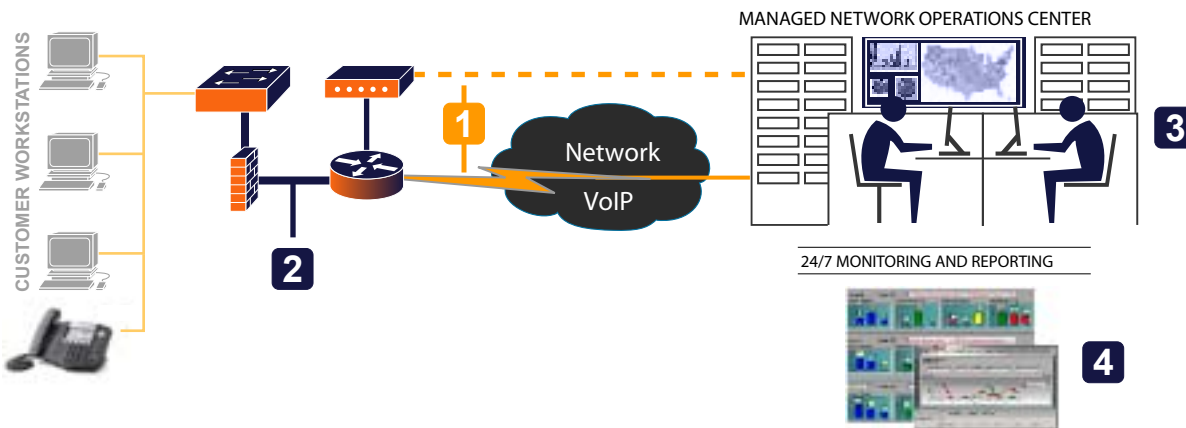 MANAGED NETWORK OPERATIONS CENTER
CUSTOMER WORKSTATIONS
1
Network
VoIP
2
3
24/7 MONITORING AND REPORTING
4